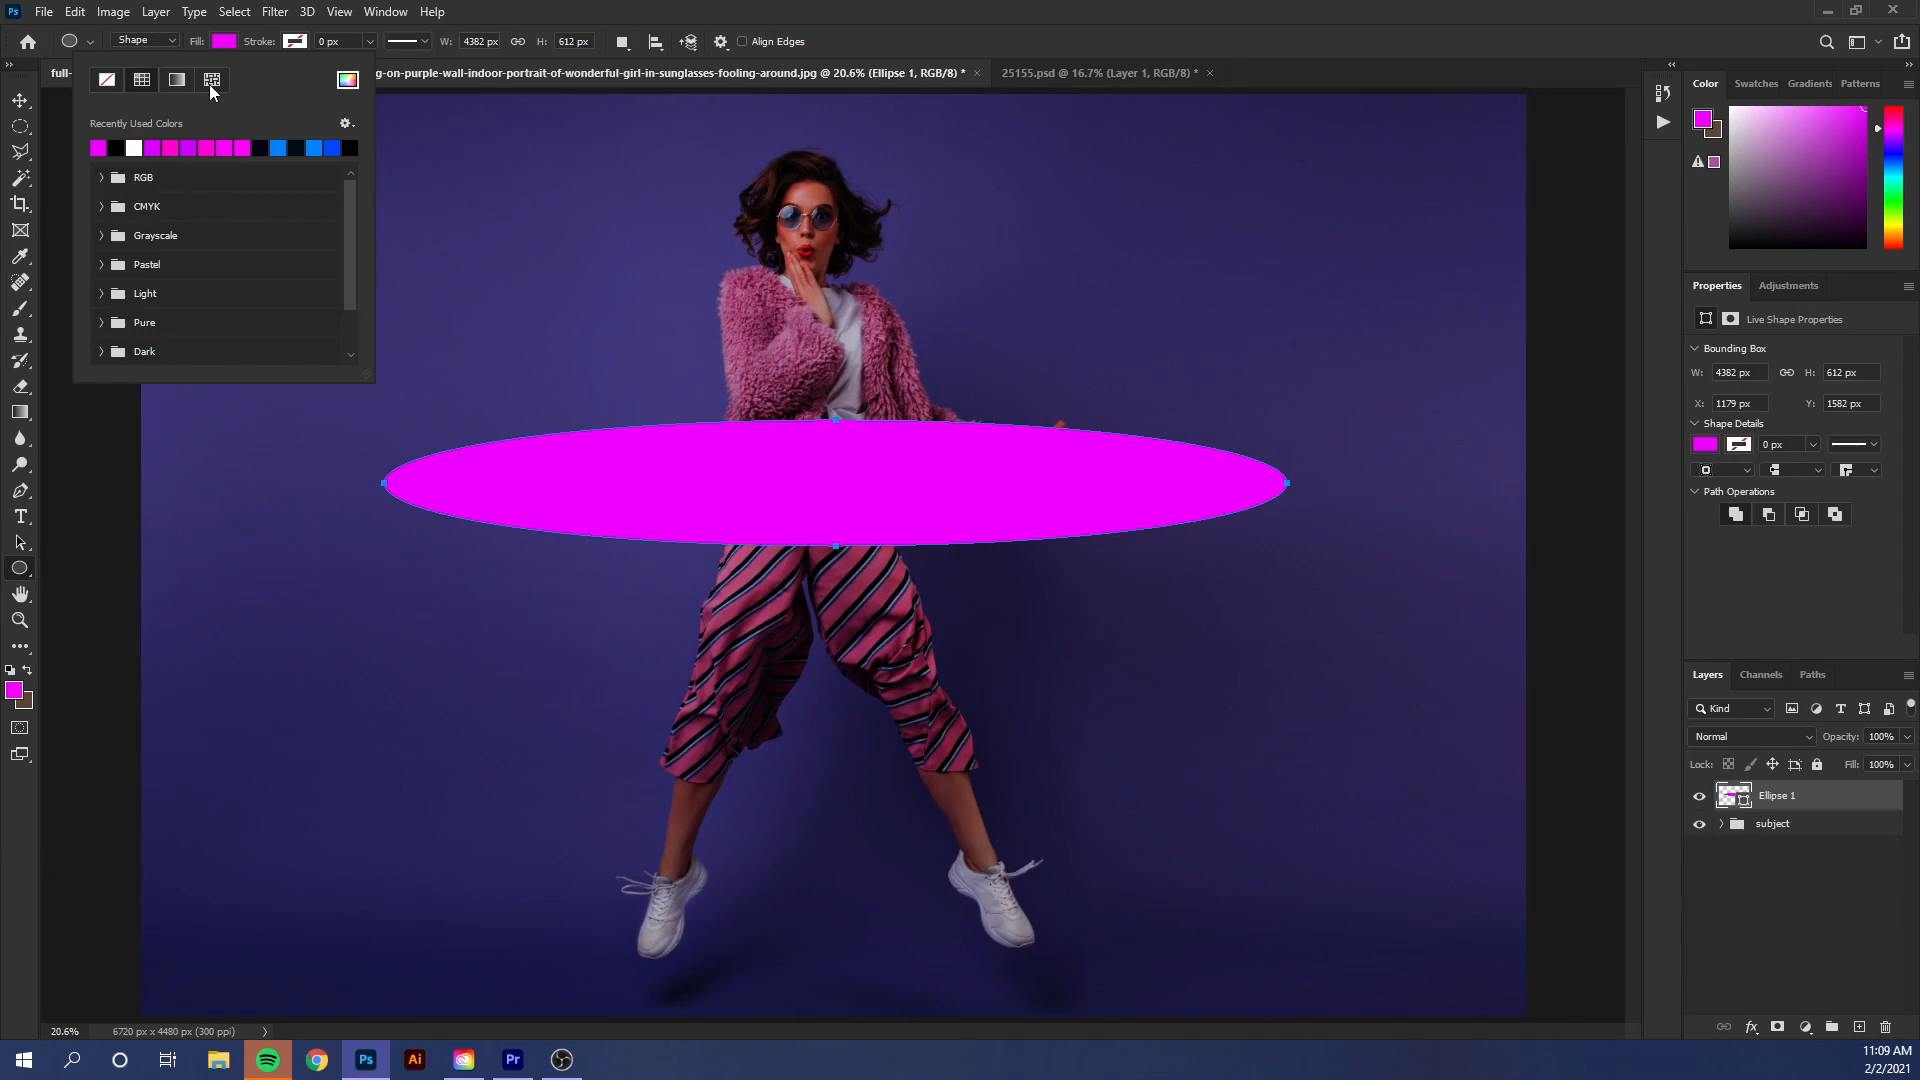 Ps File Edit Image Layer Type Select Filter 3D View Window Help
Shape Fill: Stroke: 0 px W: 4382 px H: 612 px Align Edges
full- g-on-purple-wall-indoor-portrait-of-wonderful-girl-in-sunglasses-fooling-around.jpg @ 20.6% (Ellipse 1, RGB/8) * × 25155.psd @ 16.7% (Layer 1, RGB/8) * ×
Recently Used Colors
RGB
CMYK
Grayscale
Pastel
Light
Pure
Dark
Color Swatches Gradients Patterns
Properties Adjustments
Live Shape Properties
Bounding Box
W: 4382 px H: 612 px
X: 1179 px Y: 1582 px
Shape Details
0 px
Path Operations
Layers Channels Paths
Kind
Normal Opacity: 100%
Lock: Fill: 100%
Ellipse 1
subject
20.6% 6720 px x 4480 px (300 ppi)
Ps Ai Pr
11:09 AM
2/2/2021